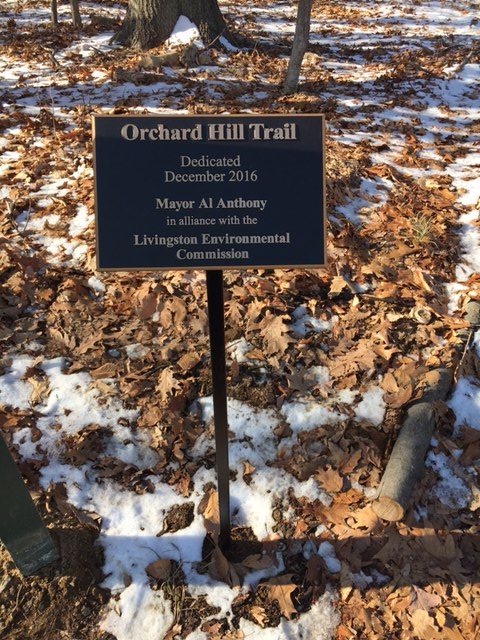 Orchard Hill Trail
Dedicated
December 2016
Mayor Al Anthony
in alliance with the
Livingston Environmental
Commission